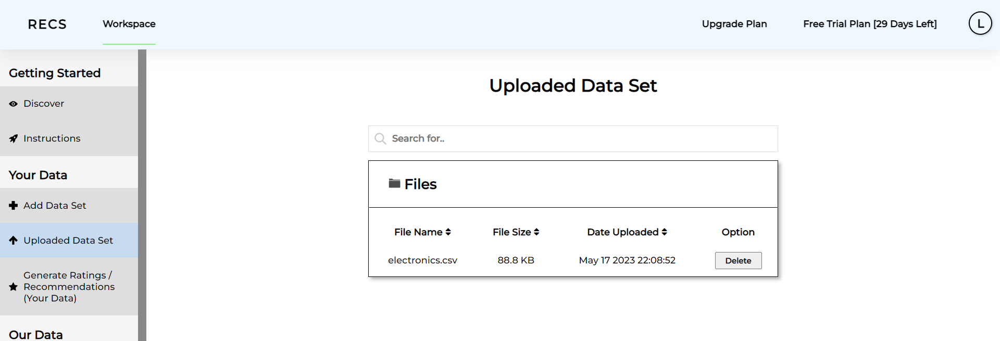 RECS
Workspace
Upgrade Plan
Free Trial Plan [29 Days Left]
L
Getting Started
Discover
Instructions
Your Data
Add Data Set
Uploaded Data Set
Generate Ratings /
Recommendations
(Your Data)
Our Data
Uploaded Data Set
Search for..
Files
File Name File Size Date Uploaded Option
electronics.csv 88.8 KB May 17 2023 22:08:52 Delete